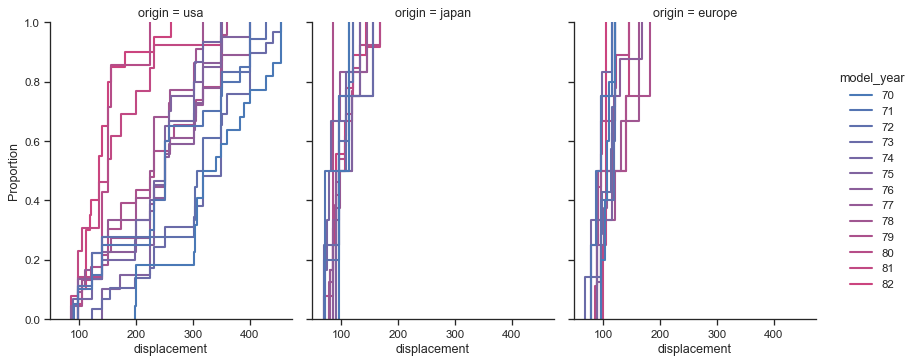 origin = usa
origin = japan
origin = europe
1.0
0.8
0.6
0.4
0.2
0.0
Proportion
100 200 300 400
100 200 300 400
100 200 300 400
displacement
displacement
displacement
model_year
70
71
72
73
74
75
76
77
78
79
80
81
82